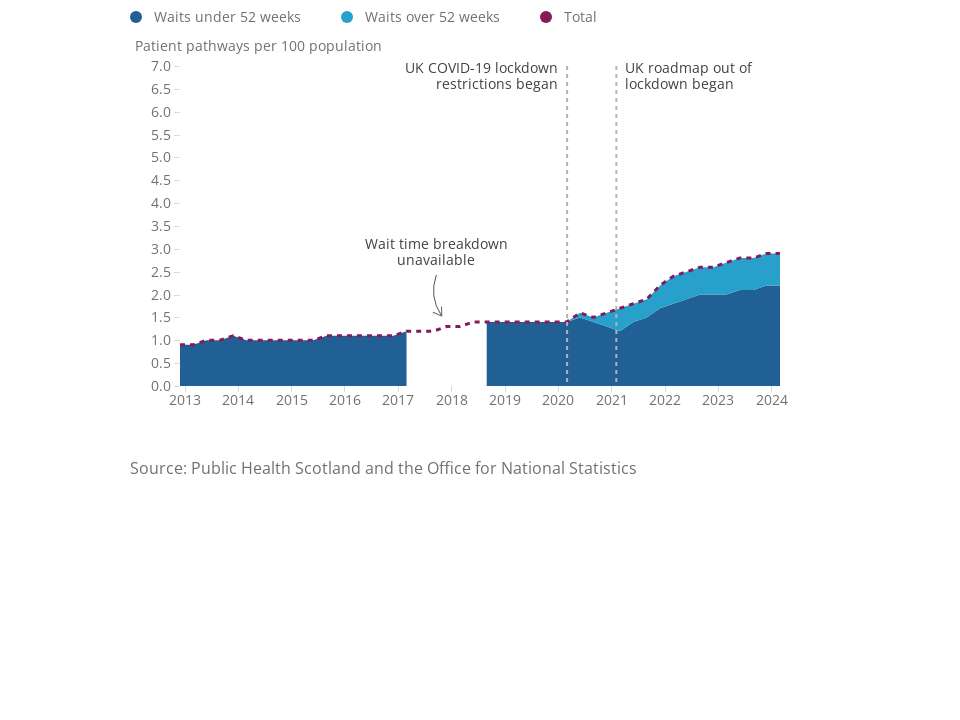 Waits under 52 weeks Waits over 52 weeks Total
Patient pathways per 100 population
7.0
6.5
6.0
5.5
5.0
4.5
4.0
3.5
3.0
2.5
2.0
1.5
1.0
0.5
0.0
UK COVID-19 lockdown
restrictions began
UK roadmap out of
lockdown began
Wait time breakdown
unavailable
2013 2014 2015 2016 2017 2018 2019 2020 2021 2022 2023 2024
Source: Public Health Scotland and the Office for National Statistics